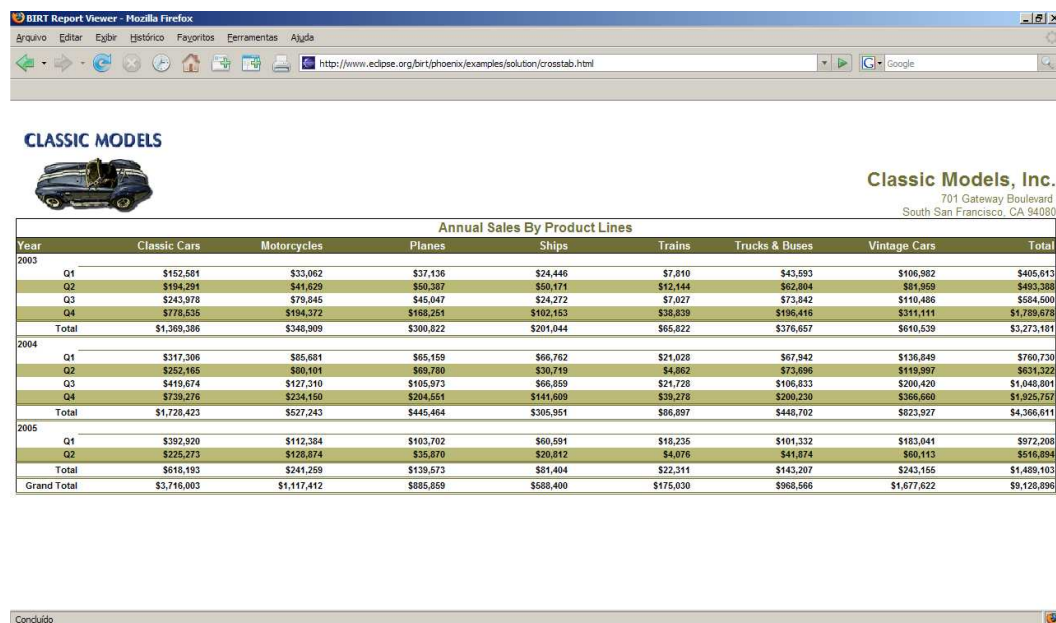 BIRT Report Viewer - Mozilla Firefox
Arquivo Editar Exibir Histórico Favoritos Ferramentas Ajuda
http://www.eclipse.org/birt/phoenix/examples/solution/crosstab.html G Google
CLASSIC MODELS
Classic Models, Inc.
701 Gateway Boulevard
South San Francisco, CA 94080
Annual Sales By Product Lines
Year Classic Cars Motorcycles Planes Ships Trains Trucks & Buses Vintage Cars Total
2003
Q1 $152,581 $33,062 $37,136 $24,446 $7,810 $43,593 $106,982 $405,613
Q2 $194,291 $41,629 $50,387 $50,171 $12,144 $62,804 $81,959 $493,388
Q3 $243,978 $79,845 $45,047 $24,272 $7,027 $73,842 $110,486 $584,500
Q4 $778,535 $194,372 $168,251 $102,153 $38,839 $196,416 $311,111 $1,789,678
Total $1,369,386 $348,909 $300,822 $201,044 $65,822 $376,657 $610,539 $3,273,181
2004
Q1 $317,306 $85,681 $65,159 $66,762 $21,028 $67,942 $136,849 $760,730
Q2 $252,165 $80,101 $69,780 $30,719 $4,862 $73,696 $119,997 $631,322
Q3 $419,674 $127,310 $105,973 $66,859 $21,728 $106,833 $200,420 $1,048,801
Q4 $739,276 $234,150 $204,551 $141,609 $39,278 $200,230 $366,660 $1,925,757
Total $1,728,423 $527,243 $445,464 $305,951 $86,897 $448,702 $823,927 $4,366,611
2005
Q1 $392,920 $112,384 $103,702 $60,591 $18,235 $101,332 $183,041 $972,208
Q2 $225,273 $128,874 $35,870 $20,812 $4,076 $41,874 $60,113 $516,894
Total $618,193 $241,259 $139,573 $81,404 $22,311 $143,207 $243,155 $1,489,103
Grand Total $3,716,003 $1,117,412 $885,859 $588,400 $175,030 $968,566 $1,677,622 $9,128,896
Concluído